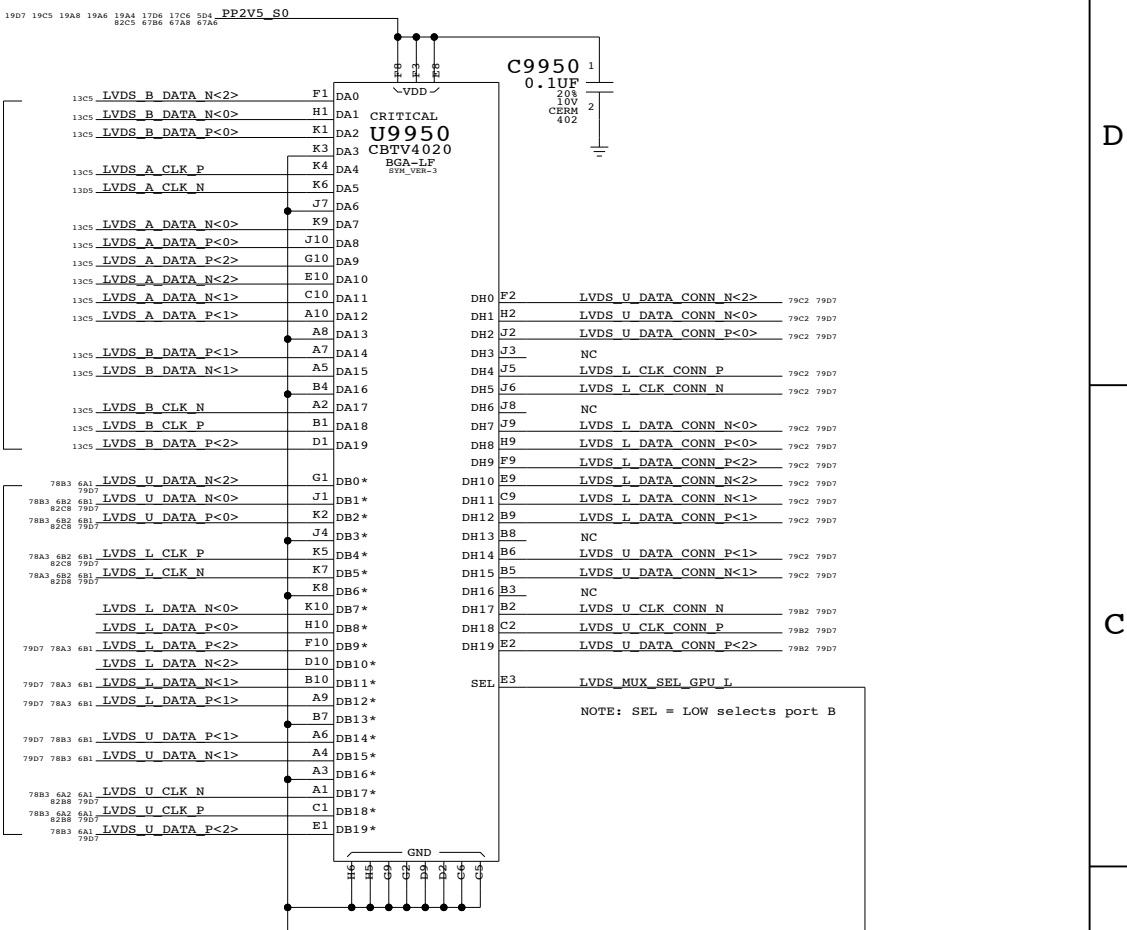 19D7 19C5 19A8 19A6 19A4 17D6 17C6 5D4 PP2V5_S0
82C5 67B6 67A8 67A6
F8 F3 E8
VDD
C9950 1
0.1UF
20%
10V
CERM 2
402
D
CRITICAL
U9950
CBTV4020
BGA-LF
SYM_VER-3
13C5 LVDS_B_DATA_N<2> F1 DA0
13C5 LVDS_B_DATA_N<0> H1 DA1
13C5 LVDS_B_DATA_P<0> K1 DA2
K3 DA3
13C5 LVDS_A_CLK_P K4 DA4
13D5 LVDS_A_CLK_N K6 DA5
J7 DA6
13C5 LVDS_A_DATA_N<0> K9 DA7
13C5 LVDS_A_DATA_P<0> J10 DA8
13C5 LVDS_A_DATA_P<2> G10 DA9
13C5 LVDS_A_DATA_N<2> E10 DA10
13C5 LVDS_A_DATA_N<1> C10 DA11
13C5 LVDS_A_DATA_P<1> A10 DA12
A8 DA13
13C5 LVDS_B_DATA_P<1> A7 DA14
13C5 LVDS_B_DATA_N<1> A5 DA15
B4 DA16
13C5 LVDS_B_CLK_N A2 DA17
13C5 LVDS_B_CLK_P B1 DA18
13C5 LVDS_B_DATA_P<2> D1 DA19
78B3 6A1 LVDS_U_DATA_N<2> G1 DB0*
79D7
78B3 6B2 6B1 LVDS_U_DATA_N<0> J1 DB1*
82C8 79D7
78B3 6B2 6B1 LVDS_U_DATA_P<0> K2 DB2*
82C8 79D7
J4 DB3*
78A3 6B2 6B1 LVDS_L_CLK_P K5 DB4*
82C8 79D7
78A3 6B2 6B1 LVDS_L_CLK_N K7 DB5*
82D8 79D7
K8 DB6*
LVDS_L_DATA_N<0> K10 DB7*
LVDS_L_DATA_P<0> H10 DB8*
79D7 78A3 6B1 LVDS_L_DATA_P<2> F10 DB9*
LVDS_L_DATA_N<2> D10 DB10*
79D7 78A3 6B1 LVDS_L_DATA_N<1> B10 DB11*
79D7 78A3 6B1 LVDS_L_DATA_P<1> A9 DB12*
B7 DB13*
79D7 78B3 6B1 LVDS_U_DATA_P<1> A6 DB14*
79D7 78B3 6B1 LVDS_U_DATA_N<1> A4 DB15*
A3 DB16*
78B3 6A2 6A1 LVDS_U_CLK_N A1 DB17*
82B8 79D7
78B3 6A2 6A1 LVDS_U_CLK_P C1 DB18*
82B8 79D7
78B3 6A1 LVDS_U_DATA_P<2> E1 DB19*
79D7
DH0 F2 LVDS_U_DATA_CONN_N<2> 79C2 79D7
DH1 H2 LVDS_U_DATA_CONN_N<0> 79C2 79D7
DH2 J2 LVDS_U_DATA_CONN_P<0> 79C2 79D7
DH3 J3 NC
DH4 J5 LVDS_L_CLK_CONN_P 79C2 79D7
DH5 J6 LVDS_L_CLK_CONN_N 79C2 79D7
DH6 J8 NC
DH7 J9 LVDS_L_DATA_CONN_N<0> 79C2 79D7
DH8 H9 LVDS_L_DATA_CONN_P<0> 79C2 79D7
DH9 F9 LVDS_L_DATA_CONN_P<2> 79C2 79D7
DH10 E9 LVDS_L_DATA_CONN_N<2> 79C2 79D7
DH11 C9 LVDS_L_DATA_CONN_N<1> 79C2 79D7
DH12 B9 LVDS_L_DATA_CONN_P<1> 79C2 79D7
DH13 B8 NC
DH14 B6 LVDS_U_DATA_CONN_P<1> 79C2 79D7
DH15 B5 LVDS_U_DATA_CONN_N<1> 79C2 79D7
DH16 B3 NC
DH17 B2 LVDS_U_CLK_CONN_N 79B2 79D7
DH18 C2 LVDS_U_CLK_CONN_P 79B2 79D7
DH19 E2 LVDS_U_DATA_CONN_P<2> 79B2 79D7
C
SEL E3 LVDS_MUX_SEL_GPU_L
NOTE: SEL = LOW selects port B
GND
H6 H5 G9 G2 D9 D2 C6 C5